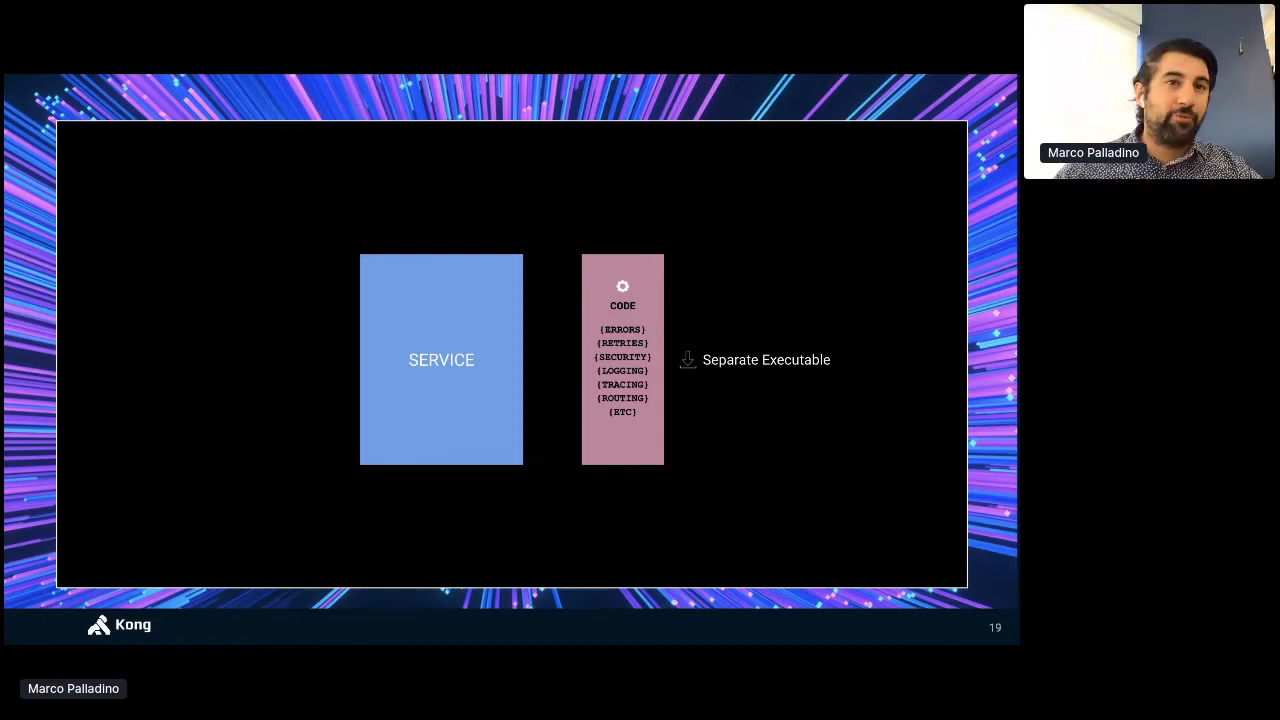 Marco Palladino
SERVICE
CODE
{ERRORS}
{RETRIES}
{SECURITY}
{LOGGING}
{TRACING}
{ROUTING}
{ETC}
Separate Executable
Kong
19
Marco Palladino